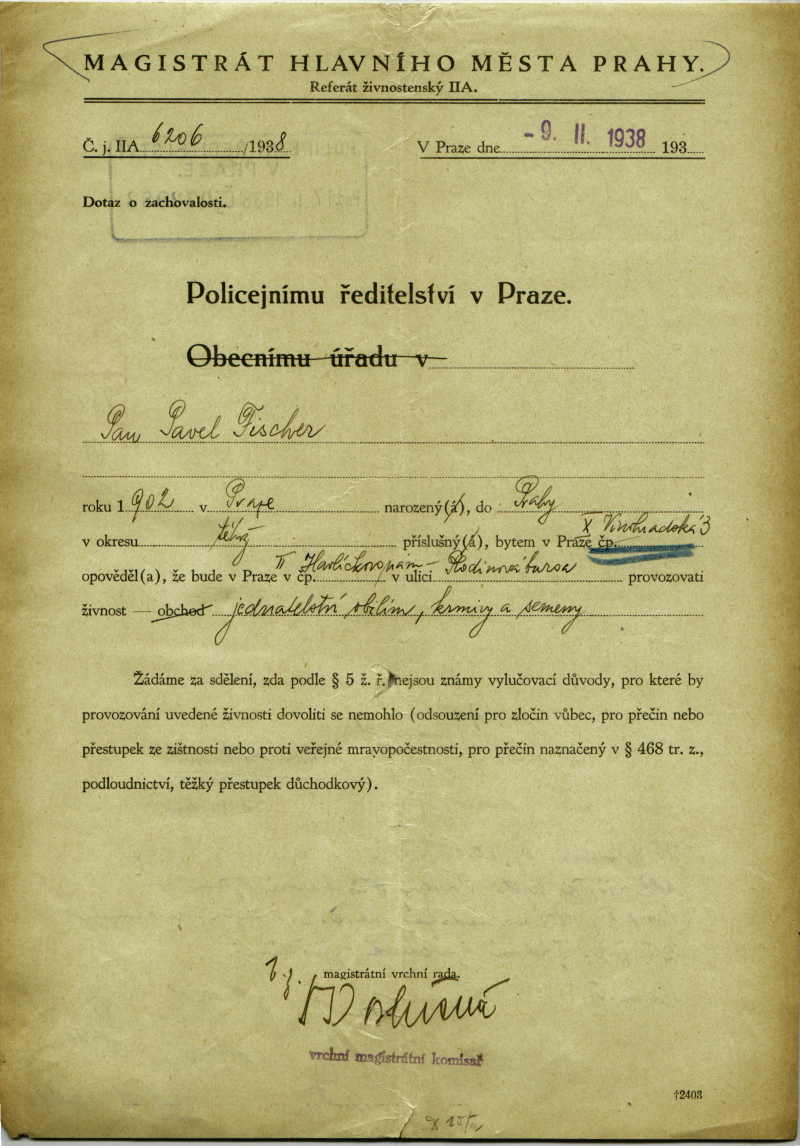 MAGISTRÁT HLAVNÍHO MĚSTA PRAHY.
Referát živnostenský IIA.
Č. j. IIA 6206 /1938
V Praze dne - 9. II. 1938 193
Dotaz o zachovalosti.
Policejnímu ředitelství v Praze.
Obecnímu úřadu v
Pan Pavel Fischer
roku 1902 v Praze narozený(á), do Prahy
v okresu týž příslušný(á), bytem v Praze čp. X Vinohradská 3
opověděl(a), že bude v Praze v čp. II Havlíčkovo nám v ulici Plodinová bursa provozovati
živnost — obchod jednatelství obilím, krmivy a semeny
Žádáme za sdělení, zda podle § 5 ž. ř. nejsou známy vylučovací důvody, pro které by
provozování uvedené živnosti dovoliti se nemohlo (odsouzení pro zločin vůbec, pro přečin nebo
přestupek ze zištnosti nebo proti veřejné mravopočestnosti, pro přečin naznačený v § 468 tr. z.,
podloudnictví, těžký přestupek důchodkový).
magistrátní vrchní rada.
vrchní magistrátní komisař
†2403